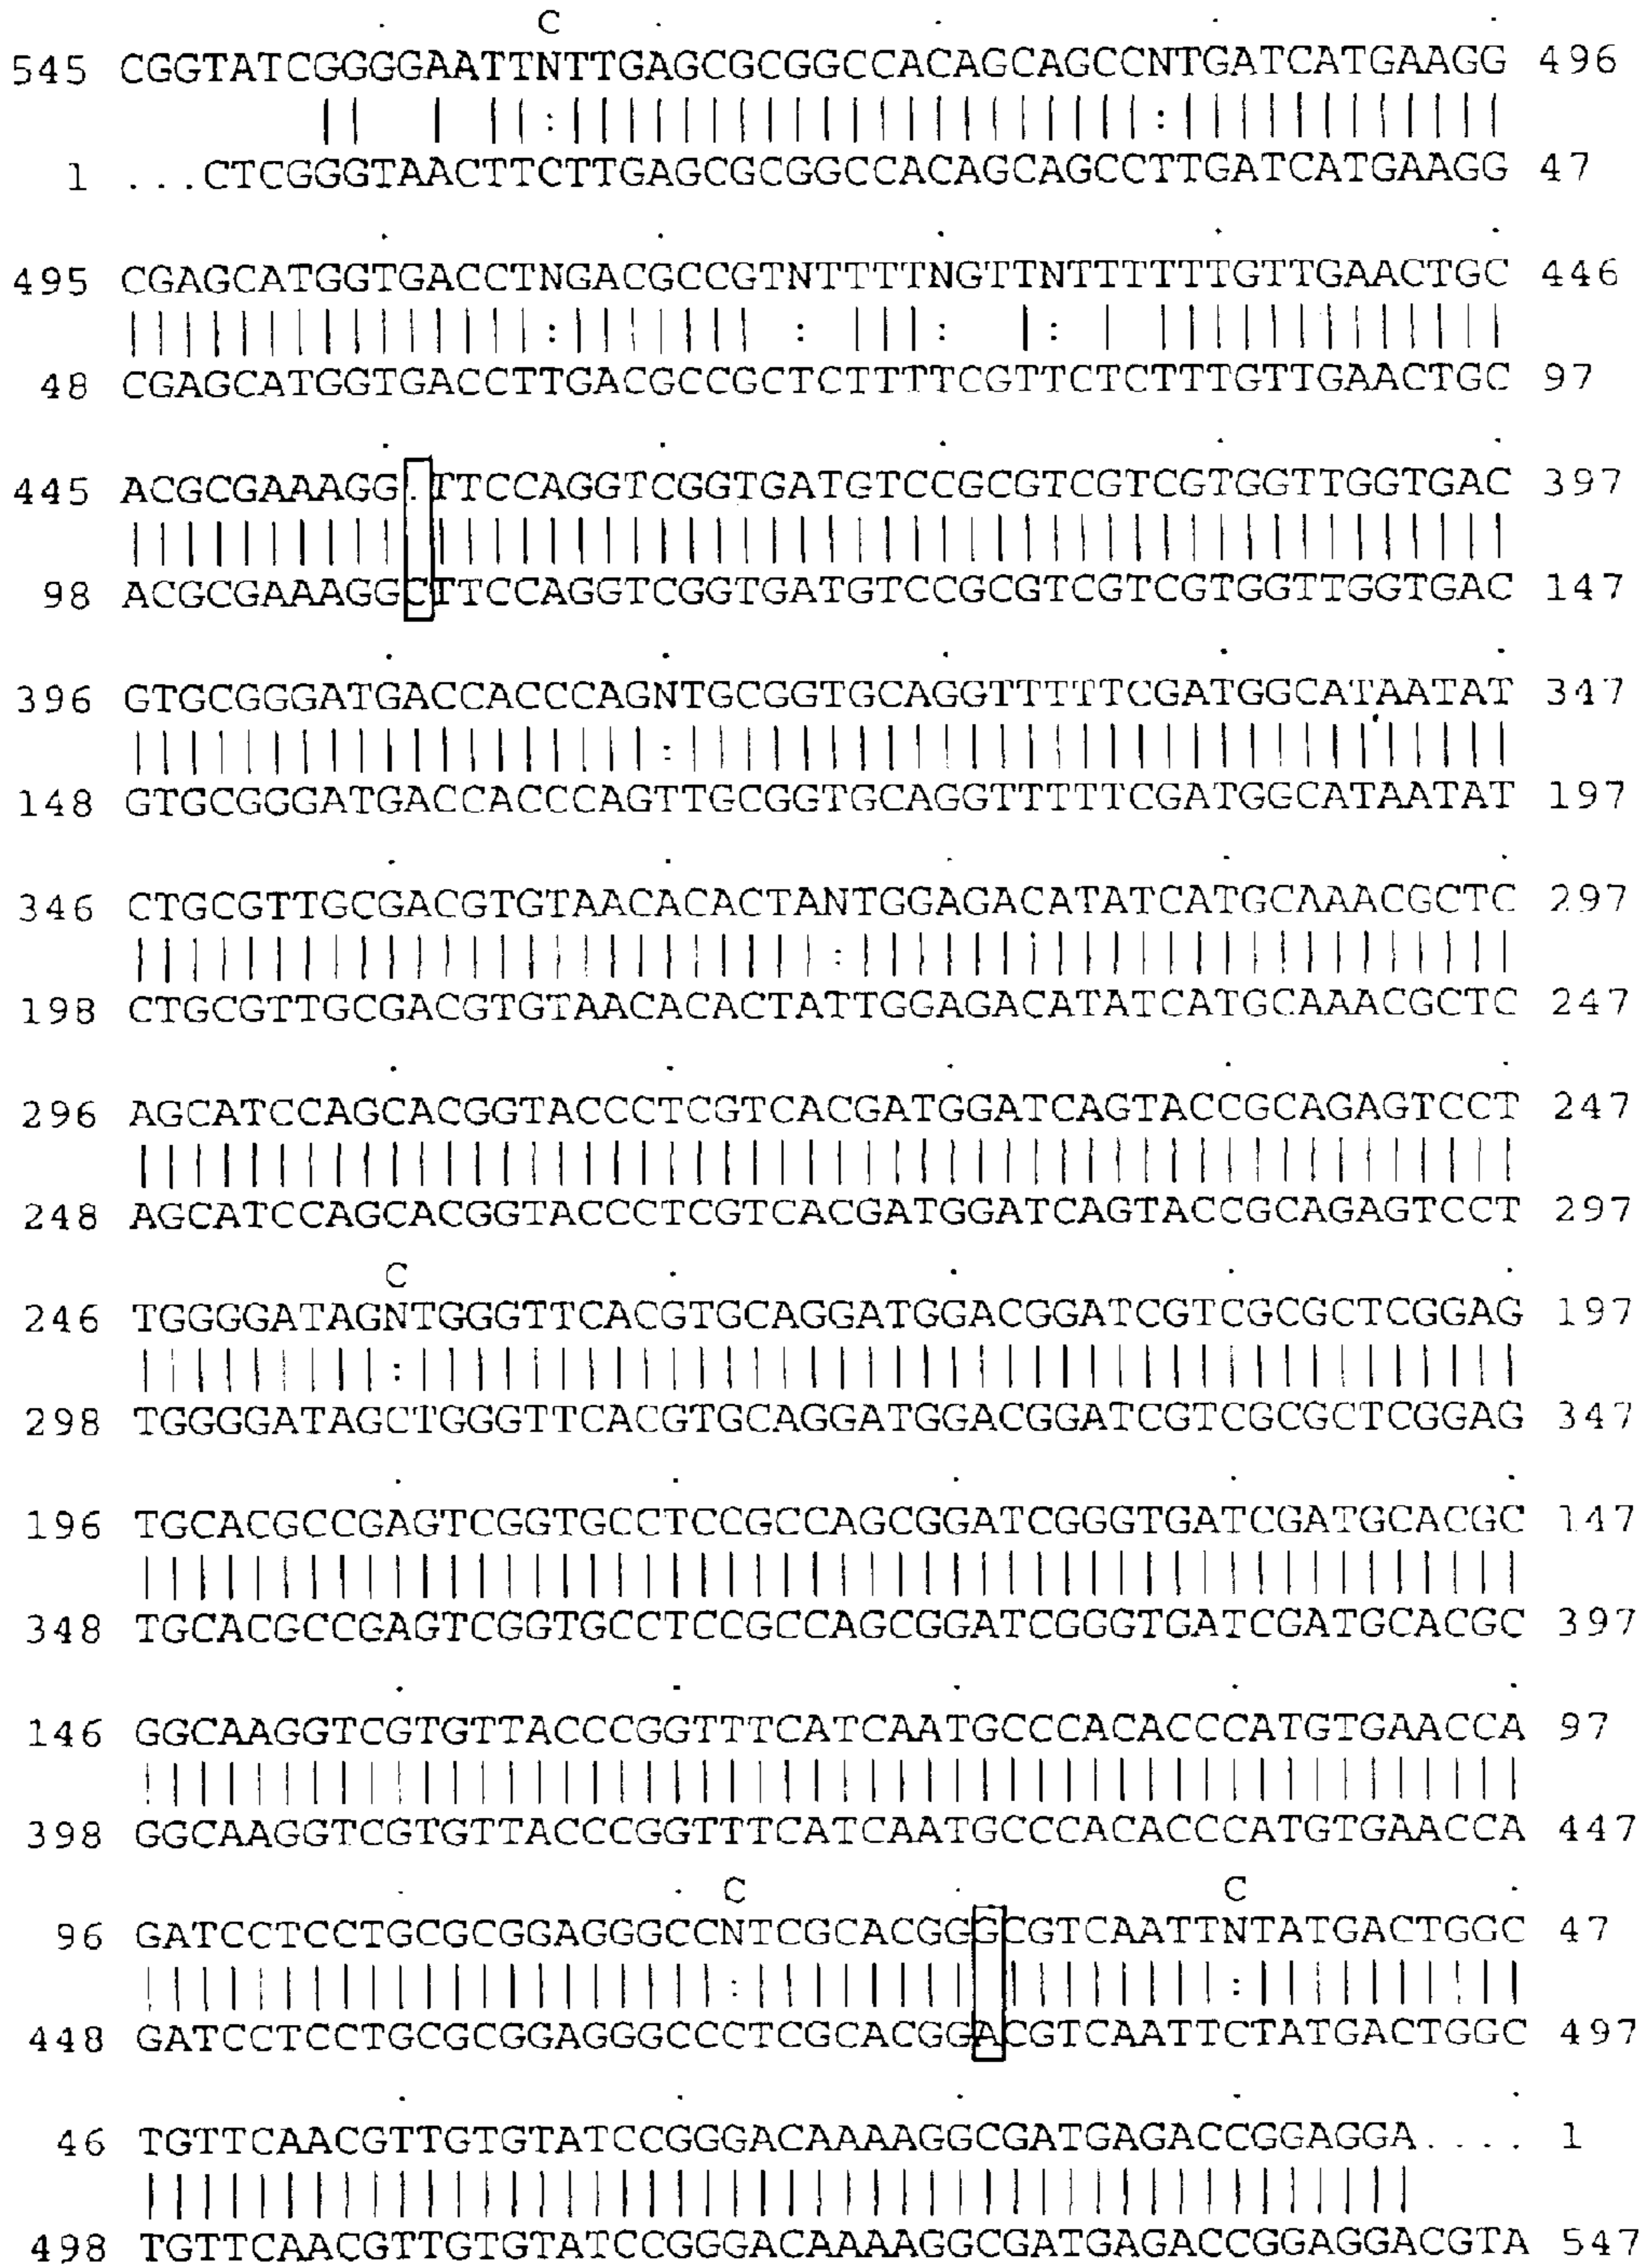 C
545 CGGTATCGGGGAATTNTTGAGCGCGGCCACAGCAGCCNTGATCATGAAGG 496
1 ...CTCGGGTAACTTCTTGAGCGCGGCCACAGCAGCCTTGATCATGAAGG 47
495 CGAGCATGGTGACCTNGACGCCGTNTTTTNGTTNTTTTTTGTTGAACTGC 446
48 CGAGCATGGTGACCTTGACGCCGCTCTTTTCGTTCTCTTTGTTGAACTGC 97
445 ACGCGAAAGG.TTCCAGGTCGGTGATGTCCGCGTCGTCGTGGTTGGTGAC 397
98 ACGCGAAAGGCTTCCAGGTCGGTGATGTCCGCGTCGTCGTGGTTGGTGAC 147
396 GTGCGGGATGACCACCCAGNTGCGGTGCAGGTTTTTCGATGGCATAATAT 347
148 GTGCGGGATGACCACCCAGTTGCGGTGCAGGTTTTTCGATGGCATAATAT 197
346 CTGCGTTGCGACGTGTAACACACTANTGGAGACATATCATGCAAACGCTC 297
198 CTGCGTTGCGACGTGTAACACACTATTGGAGACATATCATGCAAACGCTC 247
296 AGCATCCAGCACGGTACCCTCGTCACGATGGATCAGTACCGCAGAGTCCT 247
248 AGCATCCAGCACGGTACCCTCGTCACGATGGATCAGTACCGCAGAGTCCT 297
C
246 TGGGGATAGNTGGGTTCACGTGCAGGATGGACGGATCGTCGCGCTCGGAG 197
298 TGGGGATAGCTGGGTTCACGTGCAGGATGGACGGATCGTCGCGCTCGGAG 347
196 TGCACGCCGAGTCGGTGCCTCCGCCAGCGGATCGGGTGATCGATGCACGC 147
348 TGCACGCCGAGTCGGTGCCTCCGCCAGCGGATCGGGTGATCGATGCACGC 397
146 GGCAAGGTCGTGTTACCCGGTTTCATCAATGCCCACACCCATGTGAACCA 97
398 GGCAAGGTCGTGTTACCCGGTTTCATCAATGCCCACACCCATGTGAACCA 447
C C
96 GATCCTCCTGCGCGGAGGGCCNTCGCACGGGCGTCAATTNTATGACTGGC 47
448 GATCCTCCTGCGCGGAGGGCCCTCGCACGGACGTCAATTCTATGACTGGC 497
46 TGTTCAACGTTGTGTATCCGGGACAAAAGGCGATGAGACCGGAGGA.... 1
498 TGTTCAACGTTGTGTATCCGGGACAAAAGGCGATGAGACCGGAGGACGTA 547